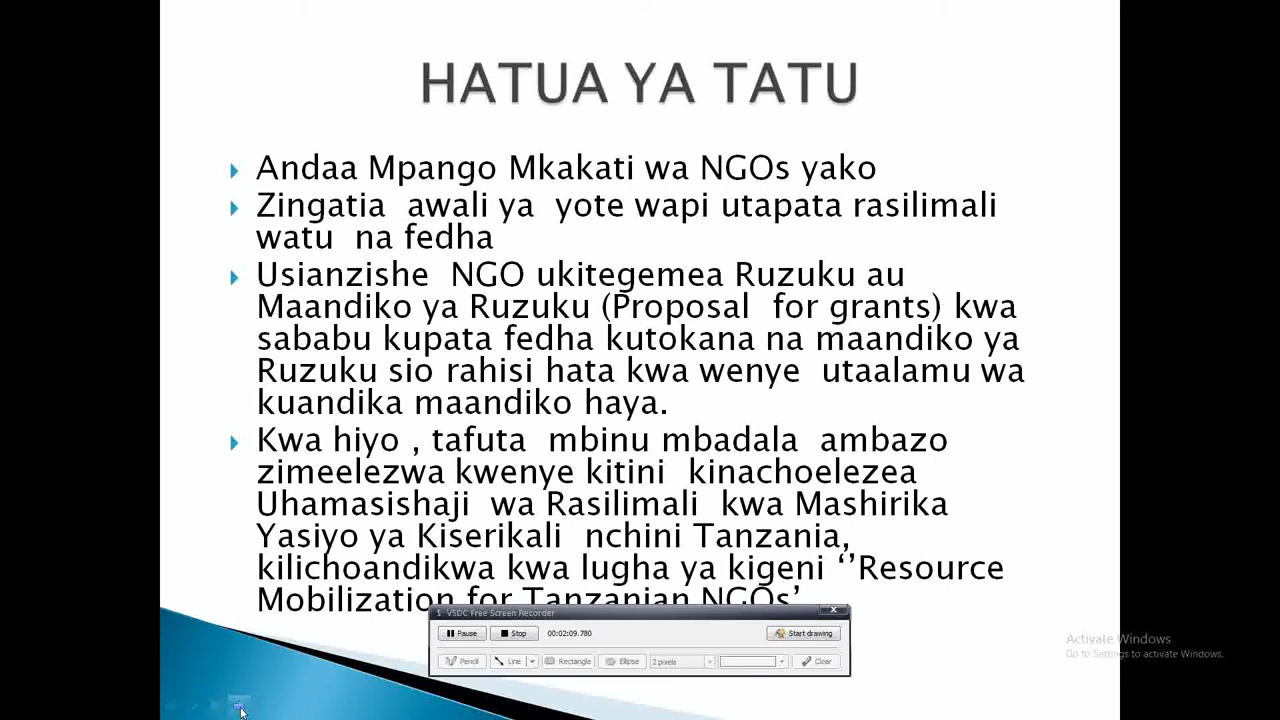 HATUA YA TATU
Andaa Mpango Mkakati wa NGOs yako
Zingatia awali ya yote wapi utapata rasilimali
watu na fedha
Usianzishe NGO ukitegemea Ruzuku au
Maandiko ya Ruzuku (Proposal for grants) kwa
sababu kupata fedha kutokana na maandiko ya
Ruzuku sio rahisi hata kwa wenye utaalamu wa
kuandika maandiko haya.
Kwa hiyo , tafuta mbinu mbadala ambazo
zimeelezwa kwenye kitini kinachoelezea
Uhamasishaji wa Rasilimali kwa Mashirika
Yasiyo ya Kiserikali nchini Tanzania,
kilichoandikwa kwa lugha ya kigeni ‘’Resource
Mobilization for Tanzanian NGOs’
VSDC Free Screen Recorder
Pause Stop 00:02:09.780 Start drawing
Pencil Line Rectangle Ellipse 2 pixels Clear
Activate Windows
Go to Settings to activate Windows.